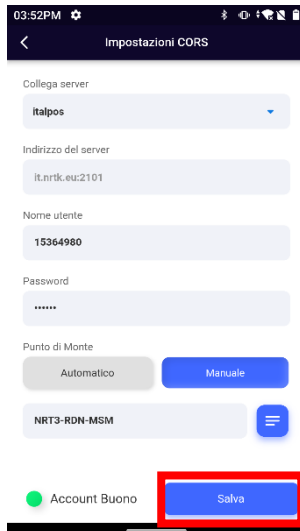 03:52PM
Impostazioni CORS
Collega server
italpos
Indirizzo del server
it.nrtk.eu:2101
Nome utente
15364980
Password
••••••
Punto di Monte
Automatico Manuale
NRT3-RDN-MSM
Account Buono Salva